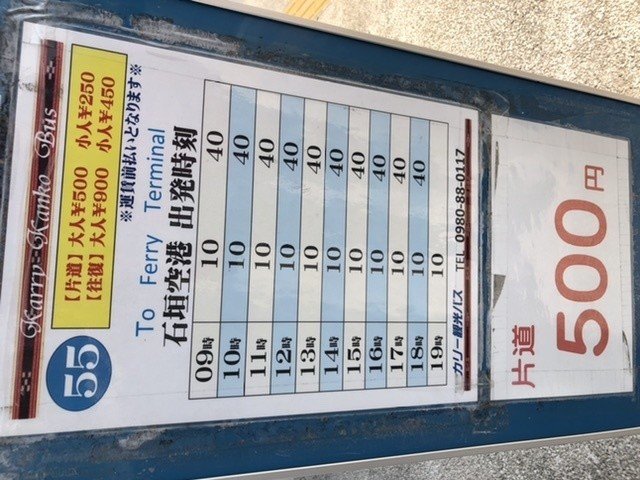 Karry Kanko Bus
55
【片道】大人¥500 小人¥250
【往復】大人¥900 小人¥450
※運賃前払いとなります※
To Ferry Terminal
石垣空港 出発時刻
09時 10 40
10時 10 40
11時 10 40
12時 10 40
13時 10 40
14時 10 40
15時 10 40
16時 10 40
17時 10 40
18時 10 40
19時 10
カリー観光バス TEL 0980-88-0117
片道
500円